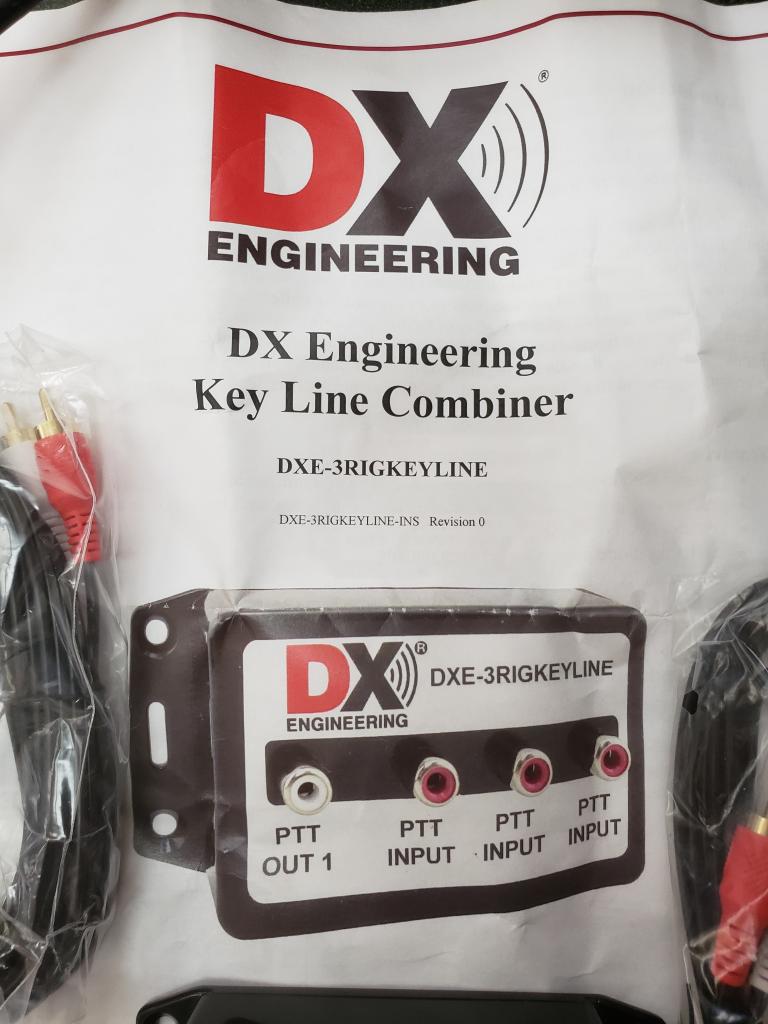 DX®
ENGINEERING
DX Engineering
Key Line Combiner
DXE-3RIGKEYLINE
DXE-3RIGKEYLINE-INS Revision 0
DX®
ENGINEERING
DXE-3RIGKEYLINE
PTT
OUT 1
PTT
INPUT
PTT
INPUT
PTT
INPUT